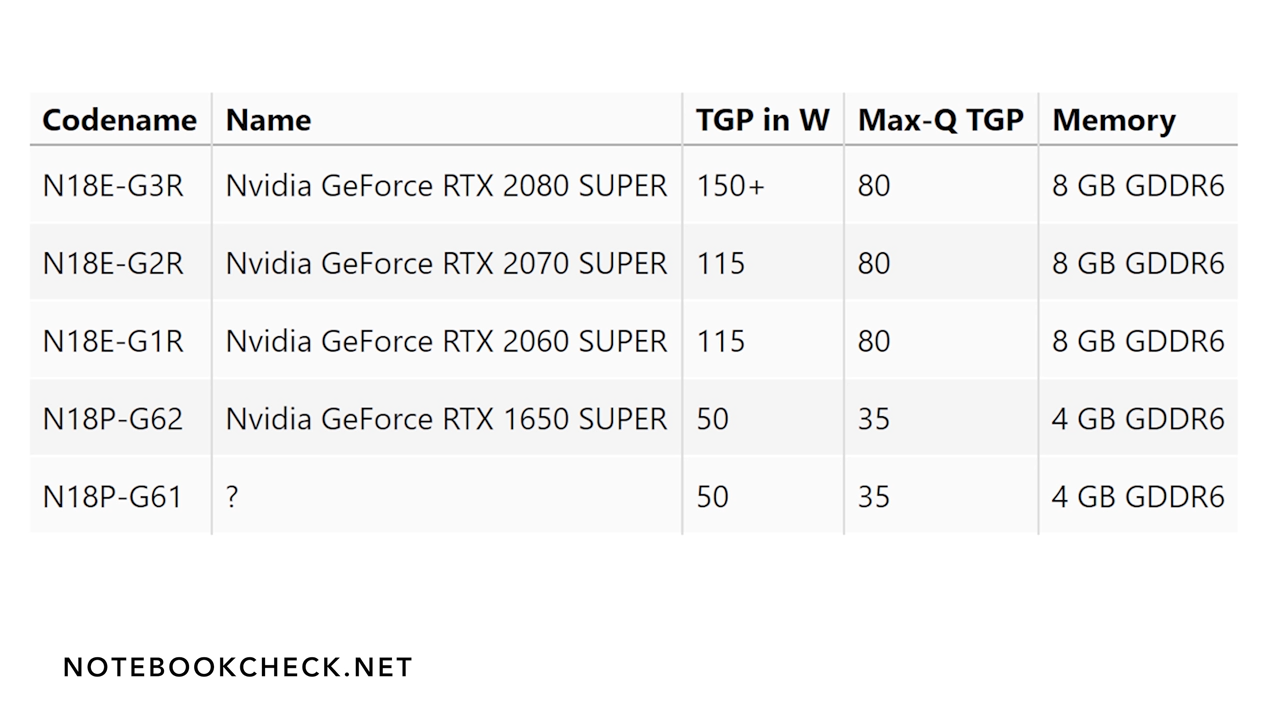 Codename Name TGP in W Max-Q TGP Memory
N18E-G3R Nvidia GeForce RTX 2080 SUPER 150+ 80 8 GB GDDR6
N18E-G2R Nvidia GeForce RTX 2070 SUPER 115 80 8 GB GDDR6
N18E-G1R Nvidia GeForce RTX 2060 SUPER 115 80 8 GB GDDR6
N18P-G62 Nvidia GeForce RTX 1650 SUPER 50 35 4 GB GDDR6
N18P-G61 ? 50 35 4 GB GDDR6
NOTEBOOKCHECK.NET